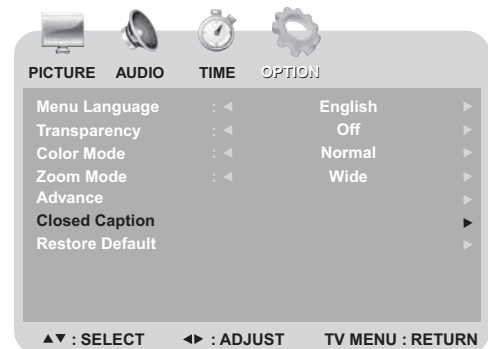 PICTURE AUDIO TIME OPTION
Menu Language : ◀ English ▶
Transparency : ◀ Off ▶
Color Mode : ◀ Normal ▶
Zoom Mode : ◀ Wide ▶
Advance ▶
Closed Caption ▶
Restore Default ▶
▲▼ : SELECT ◀▶ : ADJUST TV MENU : RETURN